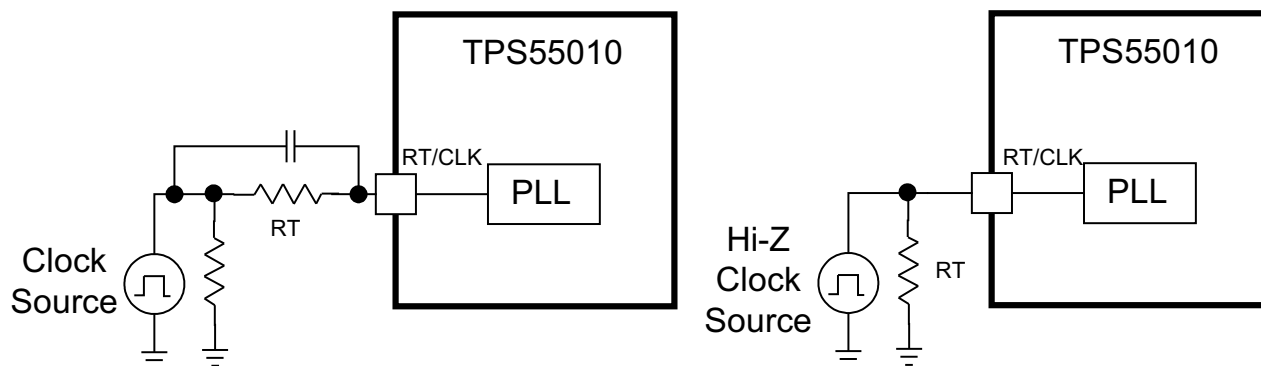 TPS55010
RT/CLK
PLL
RT
Clock
Source
TPS55010
RT/CLK
PLL
Hi-Z
Clock
Source
RT